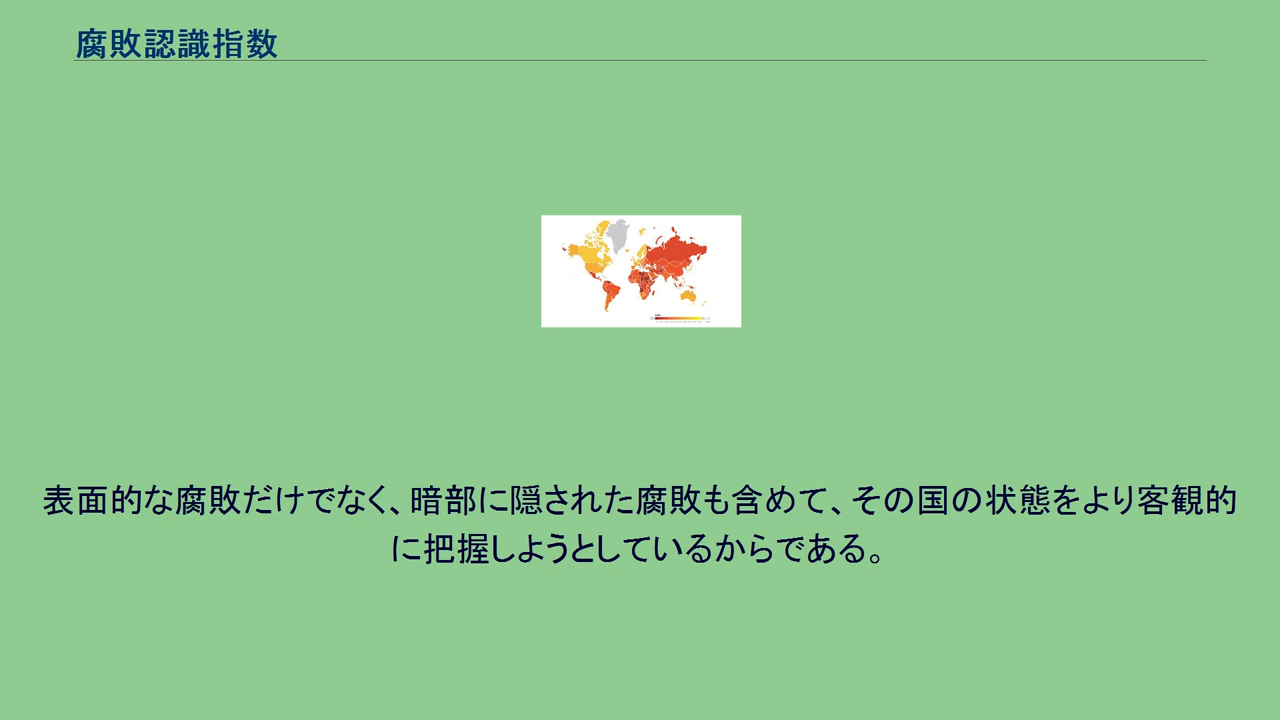 腐敗認識指数
表面的な腐敗だけでなく、暗部に隠された腐敗も含めて、その国の状態をより客観的
に把握しようとしているからである。